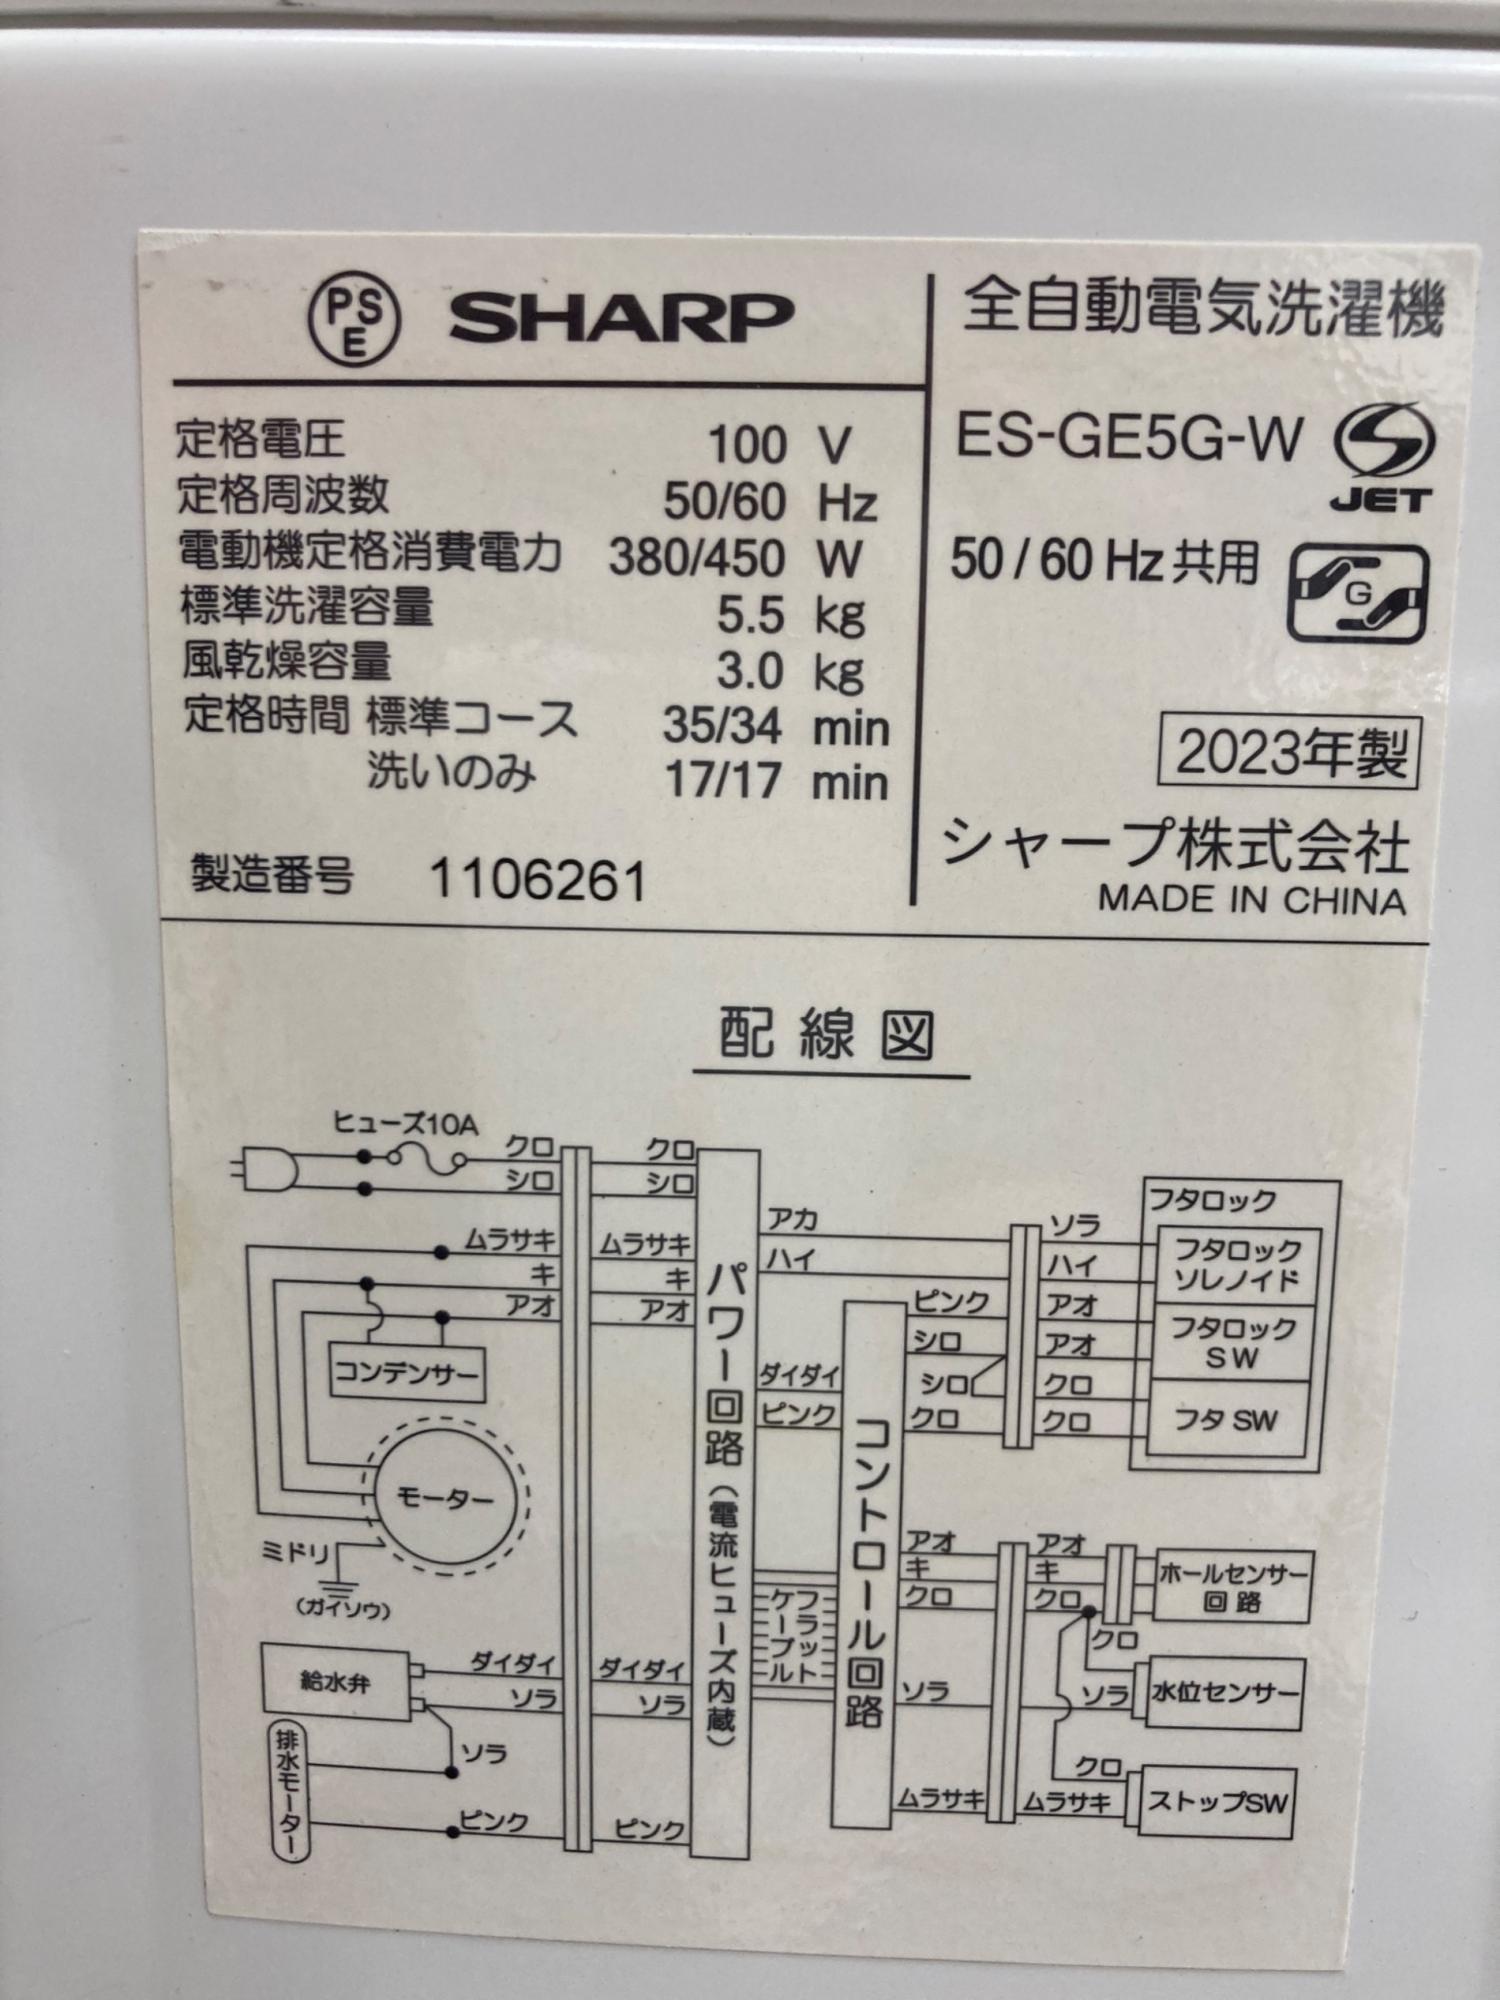 PSE SHARP
定格電圧 100 V
定格周波数 50/60 Hz
電動機定格消費電力 380/450 W
標準洗濯容量 5.5 kg
風乾燥容量 3.0 kg
定格時間 標準コース 35/34 min
洗いのみ 17/17 min
製造番号 1106261
全自動電気洗濯機
ES-GE5G-W
JET
50/60 Hz共用
G
2023年製
シャープ株式会社
MADE IN CHINA
配線図
ヒューズ10A
クロ
シロ
ムラサキ
キ
アオ
コンデンサー
モーター
ミドリ
(ガイソウ)
給水弁
ダイダイ
ソラ
排水モーター
ソラ
ピンク
クロ
シロ
ムラサキ
キ
アオ
ダイダイ
ソラ
ピンク
パワー回路(電流ヒューズ内蔵)
アカ
ハイ
ダイダイ
ピンク
フラット
ケーブル
コントロール回路
ピンク
シロ
シロ
クロ
ソラ
ハイ
アオ
アオ
クロ
クロ
フタロック
フタロック
ソレノイド
フタロック
SW
フタSW
アオ
キ
クロ
ソラ
ムラサキ
アオ
キ
クロ
クロ
ソラ
クロ
ムラサキ
ホールセンサー
回路
水位センサー
ストップSW